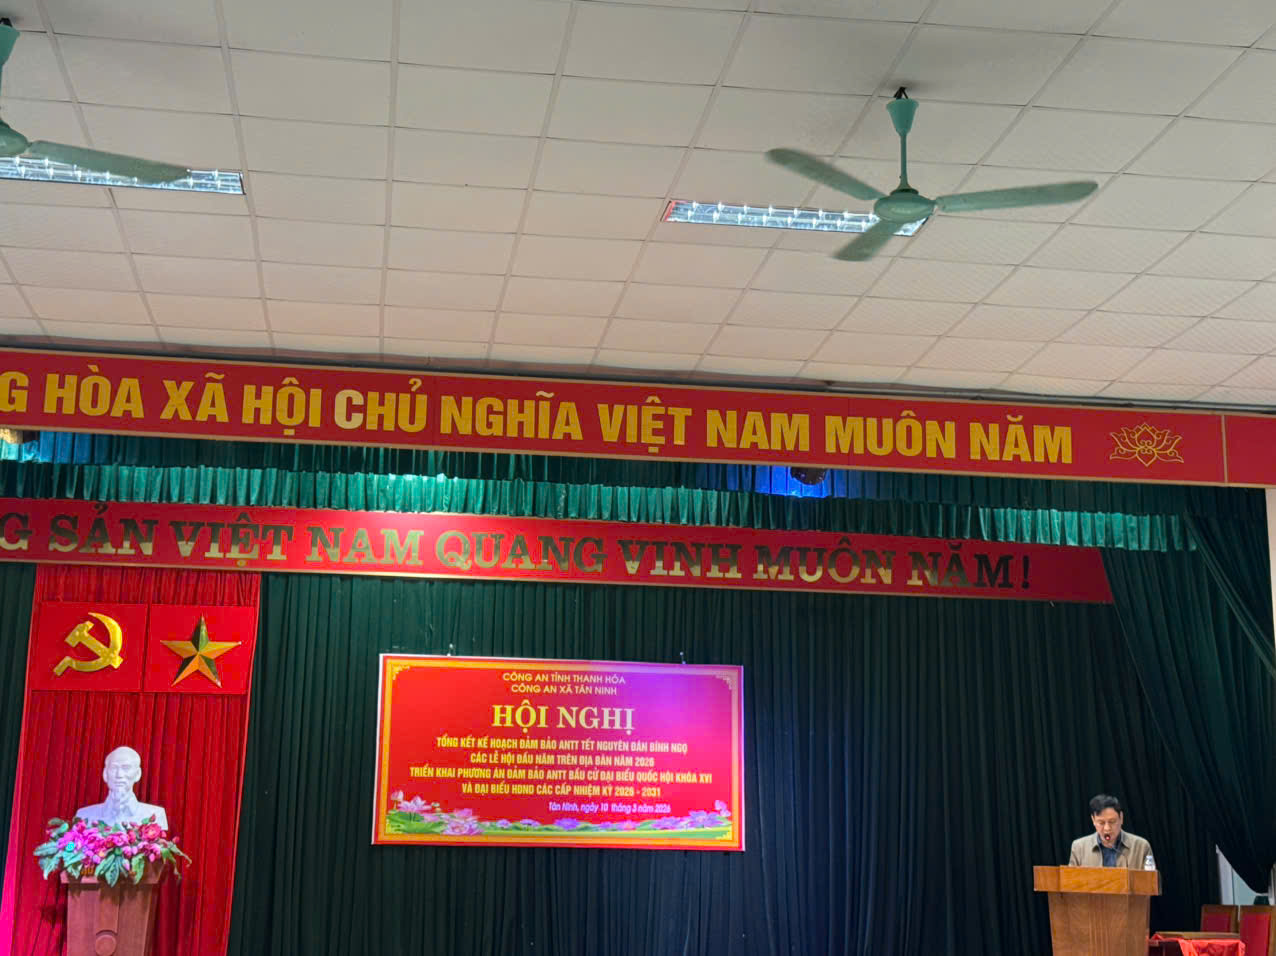 HÒA XÃ HỘI CHỦ NGHĨA VIỆT NAM MUÔN NĂM
SẢN VIỆT NAM QUANG VINH MUÔN NĂM!
CÔNG AN TỈNH THANH HÓA
CÔNG AN XÃ TÂN NINH
HỘI NGHỊ
TỔNG KẾT KẾ HOẠCH ĐẢM BẢO ANTT TẾT NGUYÊN ĐÁN BÍNH NGỌ
CÁC LỄ HỘI ĐẦU NĂM TRÊN ĐỊA BÀN NĂM 2026
TRIỂN KHAI PHƯƠNG ÁN ĐẢM BẢO ANTT BẦU CỬ ĐẠI BIỂU QUỐC HỘI KHÓA XVI
VÀ ĐẠI BIỂU HĐND CÁC CẤP NHIỆM KỲ 2026 - 2031
Tân Ninh, ngày 10 tháng 3 năm 2026